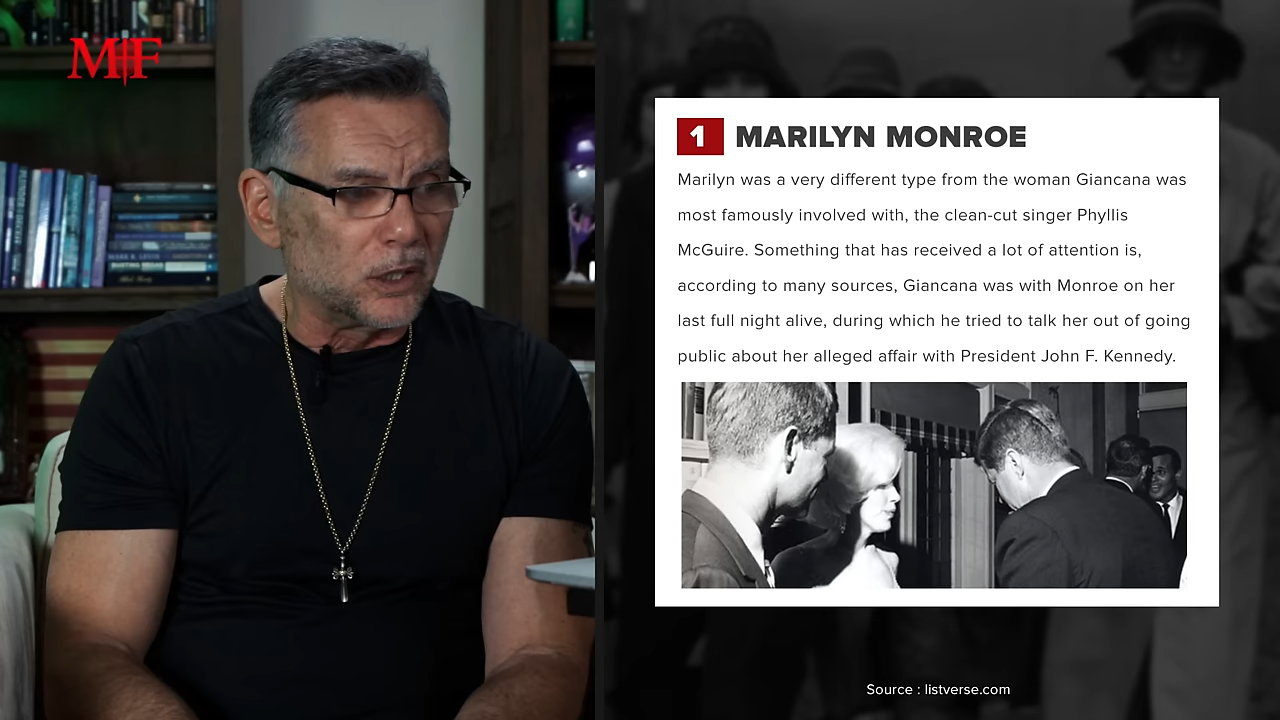 M F
MARK R. LEVIN
1 MARILYN MONROE
Marilyn was a very different type from the woman Giancana was
most famously involved with, the clean-cut singer Phyllis
McGuire. Something that has received a lot of attention is,
according to many sources, Giancana was with Monroe on her
last full night alive, during which he tried to talk her out of going
public about her alleged affair with President John F. Kennedy.
Source : listverse.com